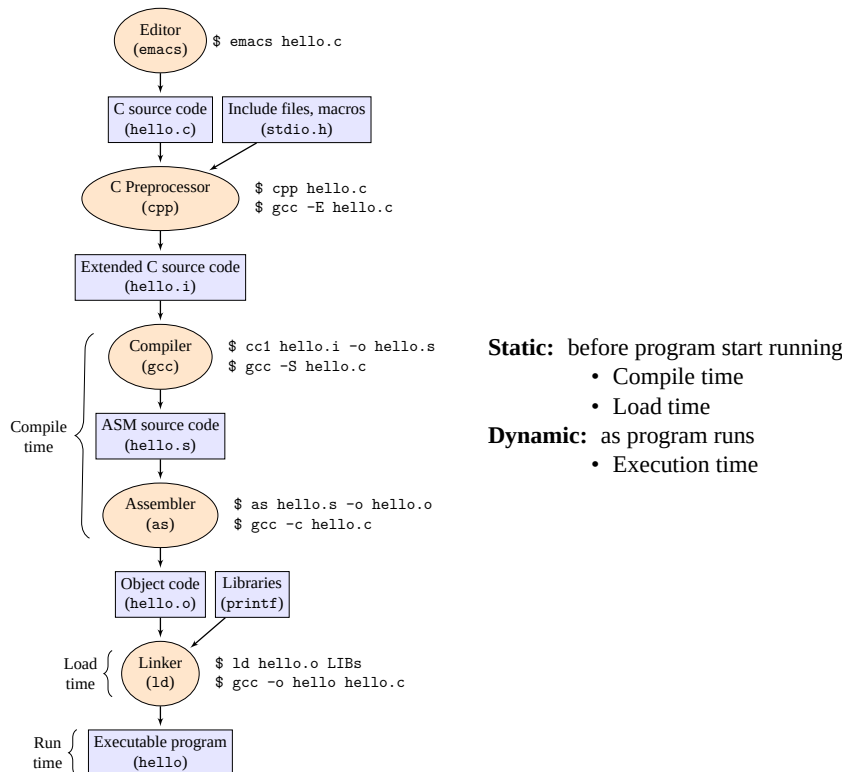 Editor
(emacs)
$ emacs hello.c
C source code
(hello.c)
Include files, macros
(stdio.h)
C Preprocessor
(cpp)
$ cpp hello.c
$ gcc -E hello.c
Extended C source code
(hello.i)
Compiler
(gcc)
$ cc1 hello.i -o hello.s
$ gcc -S hello.c
Compile
time
ASM source code
(hello.s)
Assembler
(as)
$ as hello.s -o hello.o
$ gcc -c hello.c
Object code
(hello.o)
Libraries
(printf)
Load
time
Linker
(ld)
$ ld hello.o LIBs
$ gcc -o hello hello.c
Run
time
Executable program
(hello)
Static: before program start running
• Compile time
• Load time
Dynamic: as program runs
• Execution time